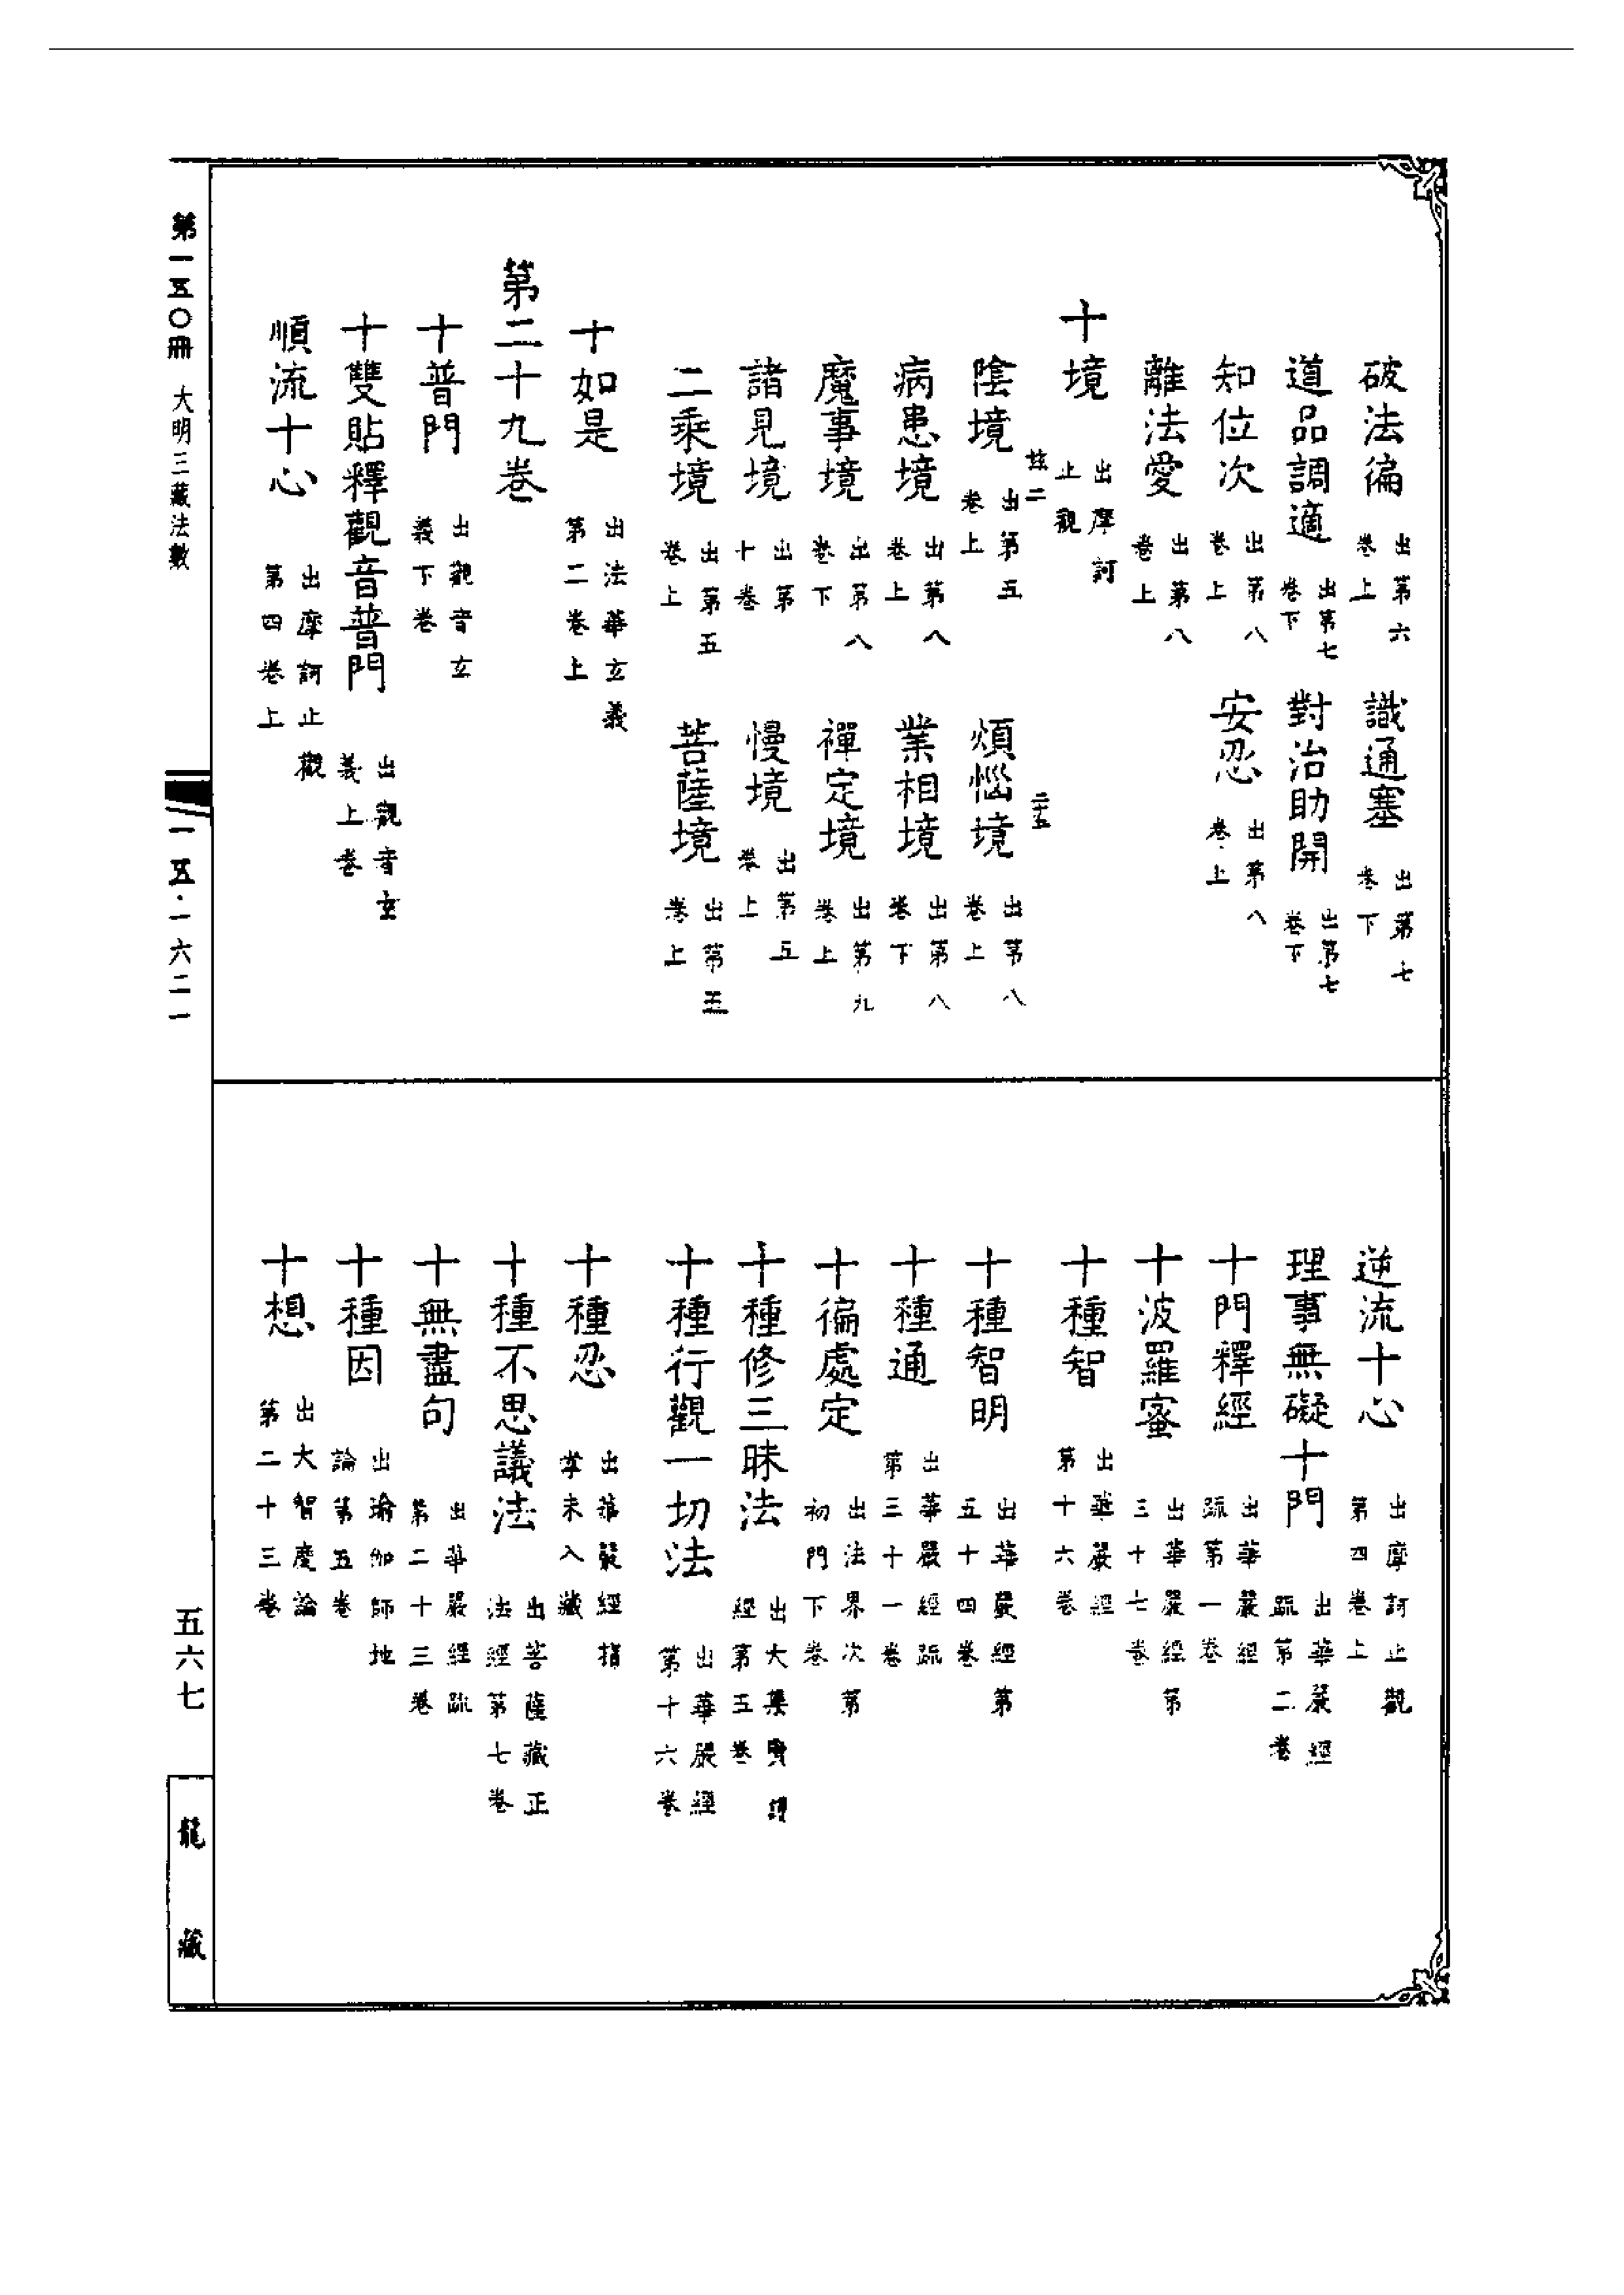 破法徧出第六卷上　識通塞出第七卷下
道品調適出第七卷下　對治助開出第七卷下
知位次出第八卷上　安忍出第八卷上
離法愛出第八卷上
十境出摩訶止觀
二
二十五
陰境出第五卷上　煩惱境出第八卷上
病患境出第八卷上　業相境出第八卷下
魔事境出第八卷下　禪定境出第九卷上
諸見境出第十卷　慢境出第五卷上
二乘境出第五卷上　菩薩境出第五卷上
十如是出法華玄義第二卷上
第二十九卷
十普門出觀音玄義下卷
十雙貼釋觀音普門出觀音玄義上卷
順流十心出摩訶止觀第四卷上
逆流十心出摩訶止觀第四卷上
理事無礙十門出華嚴經疏第二卷
十門釋經出華嚴經疏第一卷
十波羅蜜出華嚴經第三十七卷
十種智出華嚴經第十六卷
十種智明出華嚴經第五十四卷
十種通出華嚴經疏第三十一卷
十徧處定出法界次第初門下卷
十種修三昧法出大集賢護經第五卷
十種行觀一切法出華嚴經第十六卷
十種忍出華嚴經指掌未入藏
十種不思議法出菩薩藏正法經第七卷
十無盡句出華嚴經疏第二十三卷
十種因出瑜伽師地論第五卷
十想出大智度論第二十三卷
第一五〇冊　大明三藏法數
一五·一六二一
五六七
龍藏